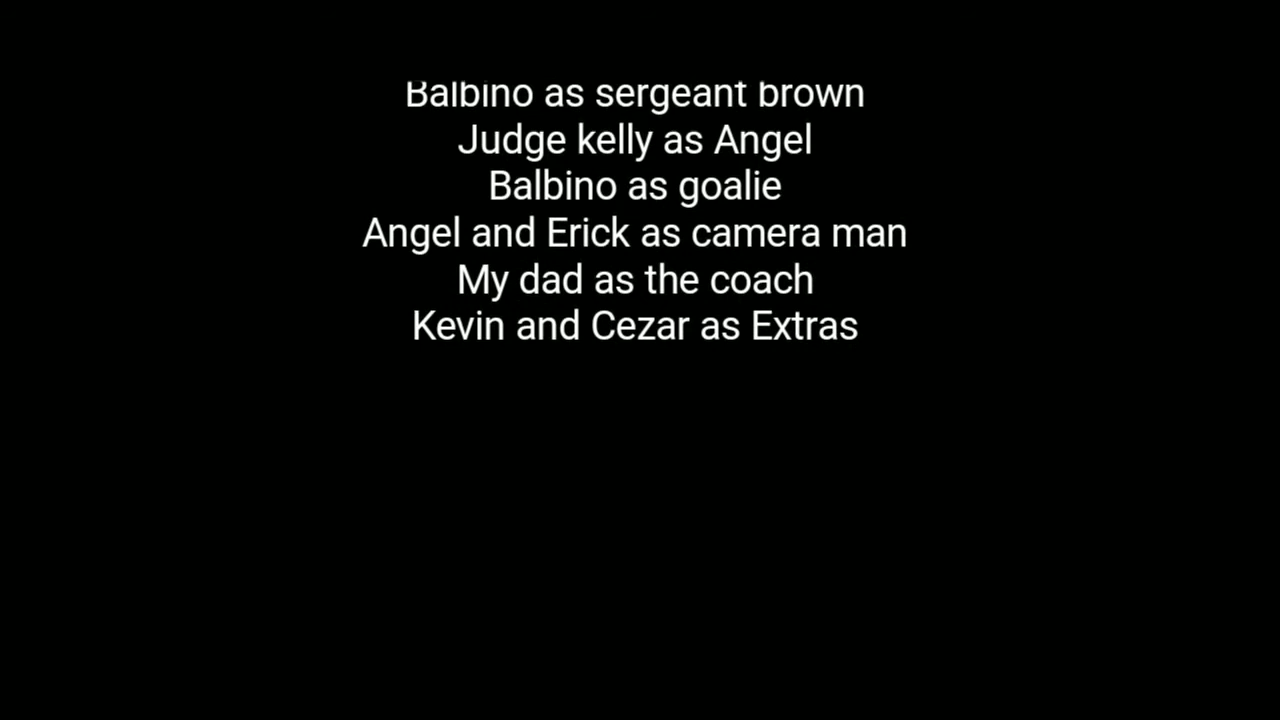 Balbino as sergeant brown
Judge kelly as Angel
Balbino as goalie
Angel and Erick as camera man
My dad as the coach
Kevin and Cezar as Extras